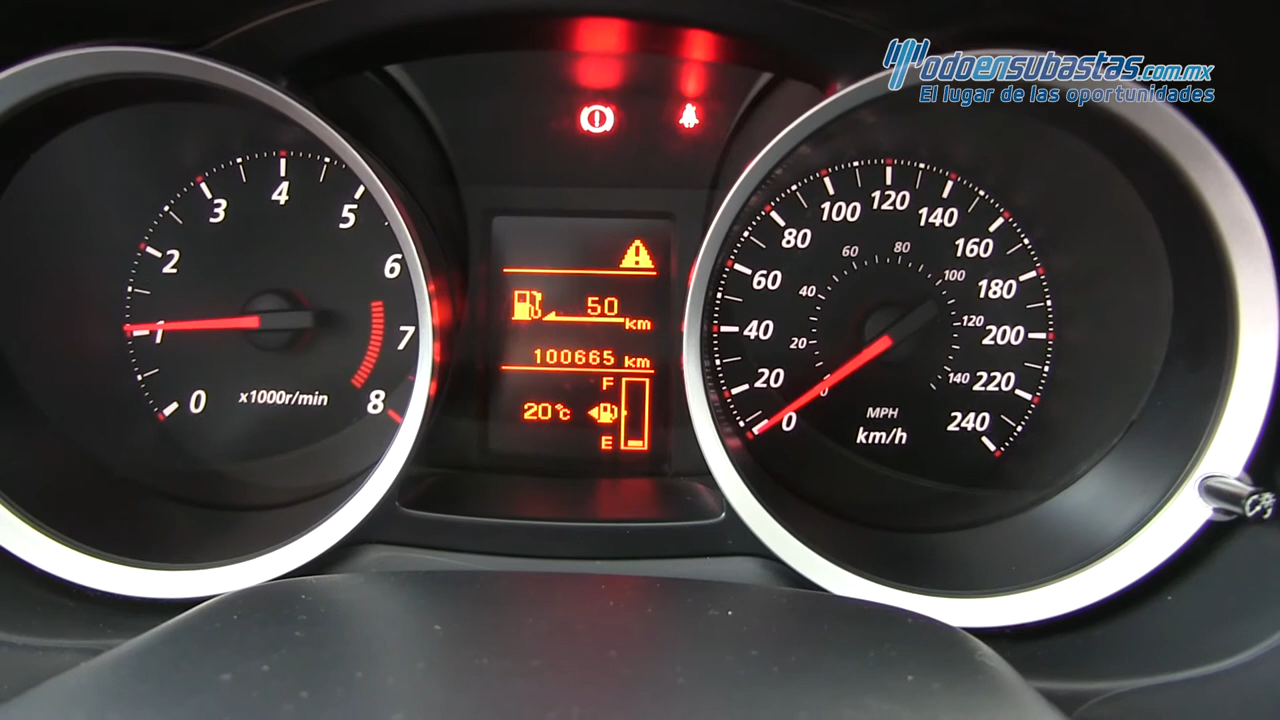 Todoensubastas.com.mx
El lugar de las oportunidades
0 1 2 3 4 5 6 7 8
x1000r/min
50 km
100665 km
F
20°c
E
0 20 40 60 80 100 120 140 160 180 200 220 240
0 20 40 60 80 100 120 140
MPH
km/h